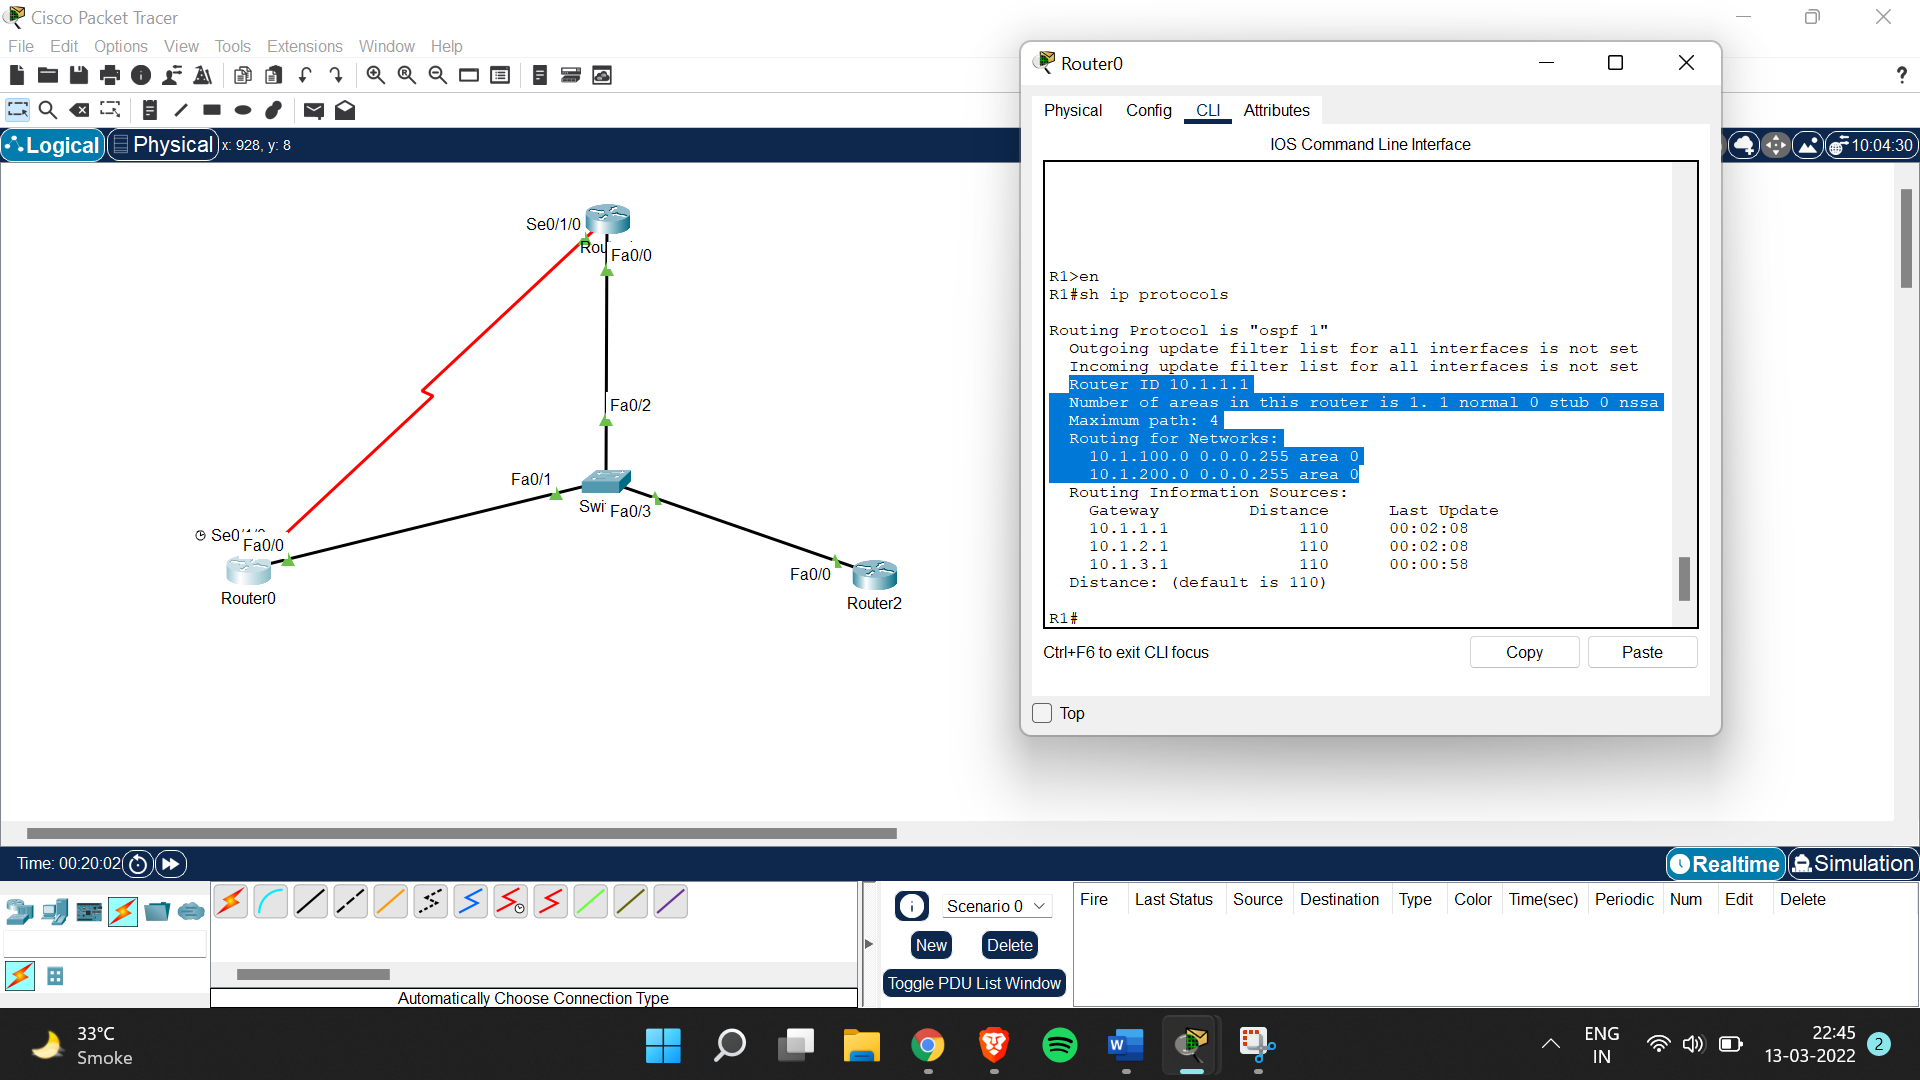 Cisco Packet Tracer
File Edit Options View Tools Extensions Window Help
?
Logical Physical x: 928, y: 8
10:04:30
Se0/1/0
Rou
Fa0/0
Fa0/2
Fa0/1
Swi
Fa0/3
Se0/1/0
Fa0/0
Router0
Fa0/0
Router2
Router0
Physical Config CLI Attributes
IOS Command Line Interface
R1>en
R1#sh ip protocols
Routing Protocol is "ospf 1"
Outgoing update filter list for all interfaces is not set
Incoming update filter list for all interfaces is not set
Router ID 10.1.1.1
Number of areas in this router is 1. 1 normal 0 stub 0 nssa
Maximum path: 4
Routing for Networks:
10.1.100.0 0.0.0.255 area 0
10.1.200.0 0.0.0.255 area 0
Routing Information Sources:
Gateway Distance Last Update
10.1.1.1 110 00:02:08
10.1.2.1 110 00:02:08
10.1.3.1 110 00:00:58
Distance: (default is 110)
R1#
Ctrl+F6 to exit CLI focus
Copy
Paste
Top
Time: 00:20:02
Realtime
Simulation
Automatically Choose Connection Type
Scenario 0
New
Delete
Toggle PDU List Window
Fire Last Status Source Destination Type Color Time(sec) Periodic Num Edit Delete
33°C
Smoke
ENG
IN
22:45
13-03-2022
2